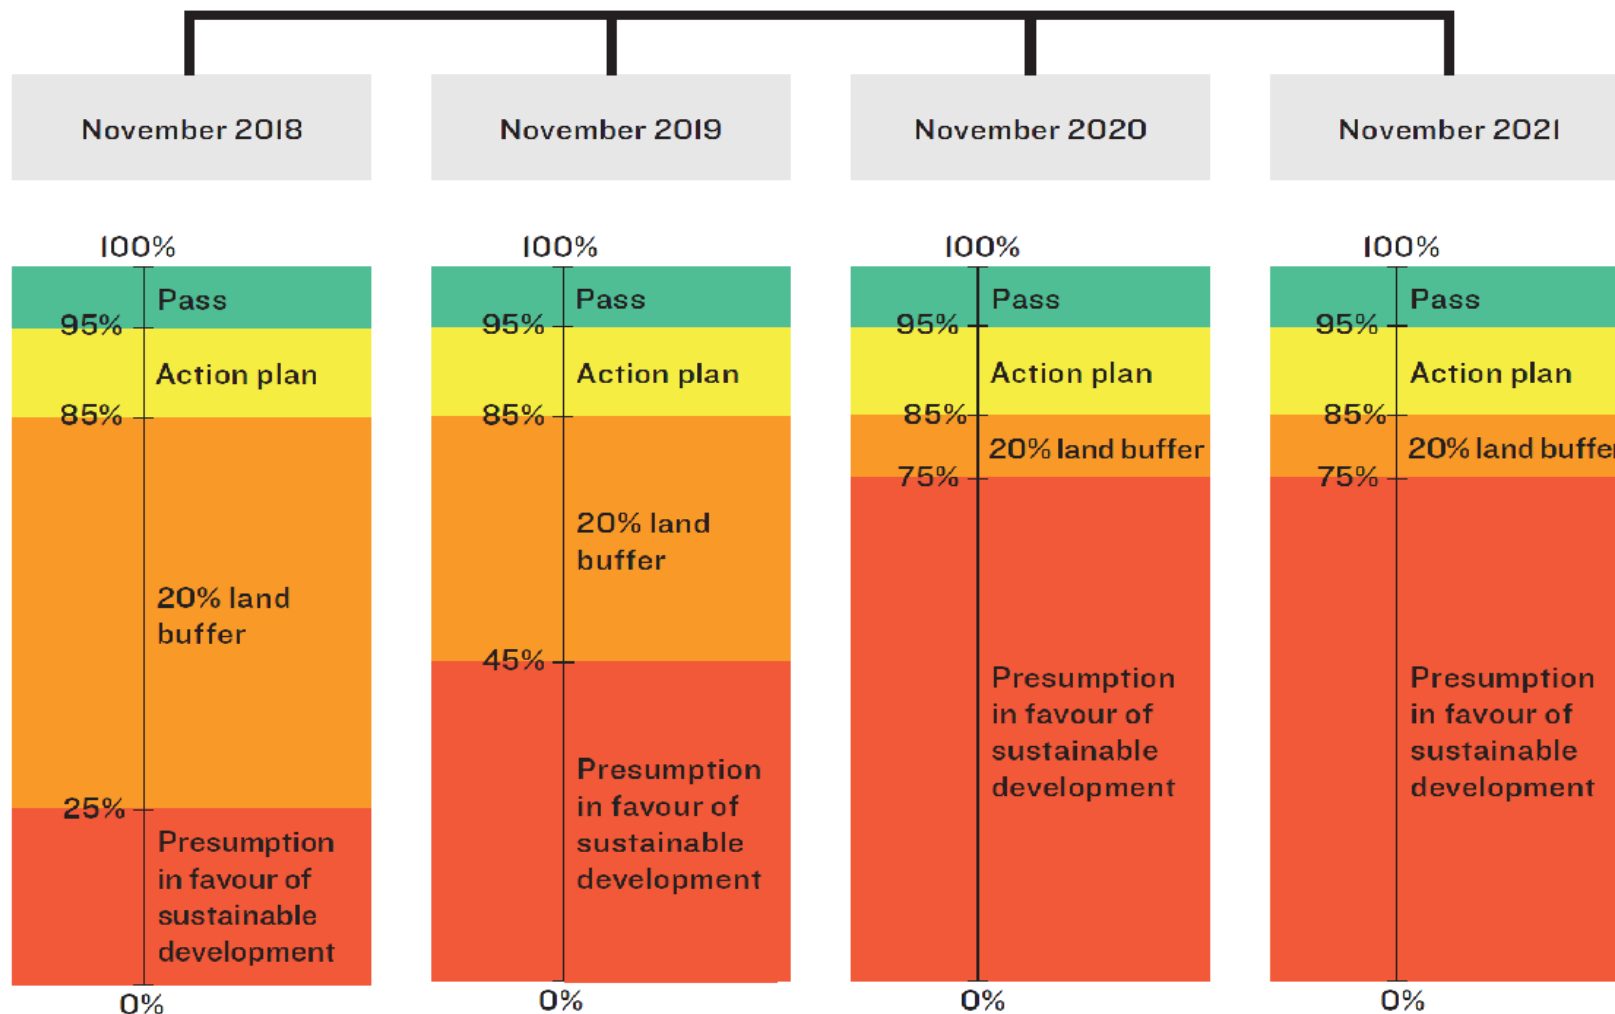 November 2018
November 2019
November 2020
November 2021
100%
Pass
95%
Action plan
85%
20% land
buffer
25%
Presumption
in favour of
sustainable
development
0%
100%
Pass
95%
Action plan
85%
20% land
buffer
45%
Presumption
in favour of
sustainable
development
0%
100%
Pass
95%
Action plan
85%
20% land buffer
75%
Presumption
in favour of
sustainable
development
0%
100%
Pass
95%
Action plan
85%
20% land buffer
75%
Presumption
in favour of
sustainable
development
0%